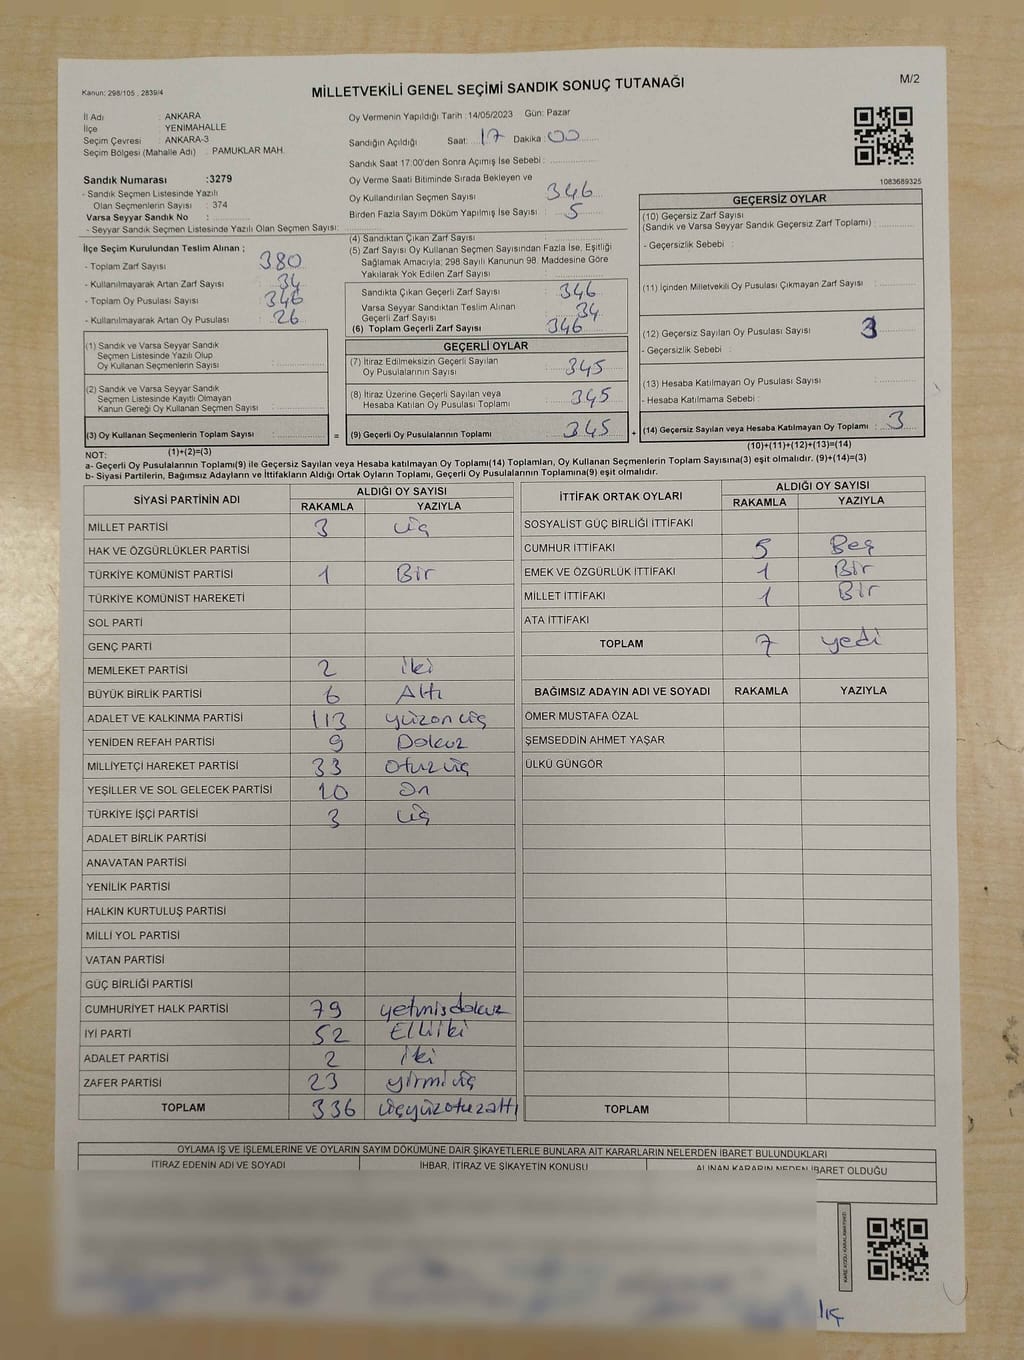 Kanun: 298/105 , 2839/4
MİLLETVEKİLİ GENEL SEÇİMİ SANDIK SONUÇ TUTANAĞI
M/2
İl Adı : ANKARA
İlçe : YENİMAHALLE
Seçim Çevresi : ANKARA-3
Seçim Bölgesi (Mahalle Adı) : PAMUKLAR MAH.
Sandık Numarası :3279
- Sandık Seçmen Listesinde Yazılı
Olan Seçmenlerin Sayısı : 374
Varsa Seyyar Sandık No :
- Seyyar Sandık Seçmen Listesinde Yazılı Olan Seçmen Sayısı:
Oy Vermenin Yapıldığı Tarih :14/05/2023 Gün: Pazar
Sandığın Açıldığı Saat: 17 Dakika : 00
Sandık Saat 17:00'den Sonra Açımış İse Sebebi :
Oy Verme Saati Bitiminde Sırada Bekleyen ve
Oy Kullandırılan Seçmen Sayısı : 346
Birden Fazla Sayım Döküm Yapılmış İse Sayısı : 5
1083689325
İlçe Seçim Kurulundan Teslim Alınan ;
- Toplam Zarf Sayısı : 380
- Kullanılmayarak Artan Zarf Sayısı : 34
- Toplam Oy Pusulası Sayısı : 346
- Kullanılmayarak Artan Oy Pusulası : 26
(1) Sandık ve Varsa Seyyar Sandık
Seçmen Listesinde Yazılı Olup
Oy Kullanan Seçmenlerin Sayısı :
(2) Sandık ve Varsa Seyyar Sandık
Seçmen Listesinde Kayıtlı Olmayan
Kanun Gereği Oy Kullanan Seçmen Sayısı :
(3) Oy Kullanan Seçmenlerin Toplam Sayısı :
(1)+(2)=(3)
(4) Sandıktan Çıkan Zarf Sayısı :
(5) Zarf Sayısı Oy Kullanan Seçmen Sayısından Fazla İse, Eşitliği
Sağlamak Amacıyla; 298 Sayılı Kanunun 98. Maddesine Göre
Yakılarak Yok Edilen Zarf Sayısı :
Sandıkta Çıkan Geçerli Zarf Sayısı : 346
Varsa Seyyar Sandıktan Teslim Alınan
Geçerli Zarf Sayısı : 34
(6) Toplam Geçerli Zarf Sayısı : 346
GEÇERLİ OYLAR
(7) İtiraz Edilmeksizin Geçerli Sayılan
Oy Pusulalarının Sayısı : 345
(8) İtiraz Üzerine Geçerli Sayılan veya
Hesaba Katılan Oy Pusulası Toplamı : 345
= (9) Geçerli Oy Pusulalarının Toplamı : 345 +
GEÇERSİZ OYLAR
(10) Geçersiz Zarf Sayısı
(Sandık ve Varsa Seyyar Sandık Geçersiz Zarf Toplamı) :
- Geçersizlik Sebebi :
(11) İçinden Milletvekili Oy Pusulası Çıkmayan Zarf Sayısı :
(12) Geçersiz Sayılan Oy Pusulası Sayısı : 3
- Geçersizlik Sebebi :
(13) Hesaba Katılmayan Oy Pusulası Sayısı :
- Hesaba Katılmama Sebebi :
(14) Geçersiz Sayılan veya Hesaba Katılmayan Oy Toplamı : 3
(10)+(11)+(12)+(13)=(14)
NOT:
a- Geçerli Oy Pusulalarının Toplamı(9) ile Geçersiz Sayılan veya Hesaba katılmayan Oy Toplamı(14) Toplamları, Oy Kullanan Seçmenlerin Toplam Sayısına(3) eşit olmalıdır. (9)+(14)=(3)
b- Siyasi Partilerin, Bağımsız Adayların ve İttifakların Aldığı Ortak Oyların Toplamı, Geçerli Oy Pusulalarının Toplamına(9) eşit olmalıdır.
SİYASİ PARTİNİN ADI ALDIĞI OY SAYISI
RAKAMLA YAZIYLA
MİLLET PARTİSİ 3 üç
HAK VE ÖZGÜRLÜKLER PARTİSİ
TÜRKİYE KOMÜNİST PARTİSİ 1 Bir
TÜRKİYE KOMÜNİST HAREKETİ
SOL PARTİ
GENÇ PARTİ
MEMLEKET PARTİSİ 2 iki
BÜYÜK BİRLİK PARTİSİ 6 Altı
ADALET VE KALKINMA PARTİSİ 113 yüzonüç
YENİDEN REFAH PARTİSİ 9 Dokuz
MİLLİYETÇİ HAREKET PARTİSİ 33 otuzüç
YEŞİLLER VE SOL GELECEK PARTİSİ 10 On
TÜRKİYE İŞÇİ PARTİSİ 3 üç
ADALET BİRLİK PARTİSİ
ANAVATAN PARTİSİ
YENİLİK PARTİSİ
HALKIN KURTULUŞ PARTİSİ
MİLLİ YOL PARTİSİ
VATAN PARTİSİ
GÜÇ BİRLİĞİ PARTİSİ
CUMHURİYET HALK PARTİSİ 79 yetmişdokuz
İYİ PARTİ 52 Elliiki
ADALET PARTİSİ 2 iki
ZAFER PARTİSİ 23 yirmiüç
TOPLAM 336 üçyüzotuzaltı
İTTİFAK ORTAK OYLARI ALDIĞI OY SAYISI
RAKAMLA YAZIYLA
SOSYALİST GÜÇ BİRLİĞİ İTTİFAKI
CUMHUR İTTİFAKI 5 Beş
EMEK VE ÖZGÜRLÜK İTTİFAKI 1 Bir
MİLLET İTTİFAKI 1 Bir
ATA İTTİFAKI
TOPLAM 7 yedi
BAĞIMSIZ ADAYIN ADI VE SOYADI RAKAMLA YAZIYLA
ÖMER MUSTAFA ÖZAL
ŞEMSEDDİN AHMET YAŞAR
ÜLKÜ GÜNGÖR
TOPLAM
OYLAMA İŞ VE İŞLEMLERİNE VE OYLARIN SAYIM DÖKÜMÜNE DAİR ŞİKAYETLERLE BUNLARA AİT KARARLARIN NELERDEN İBARET BULUNDUKLARI
İTİRAZ EDENİN ADI VE SOYADI İHBAR, İTİRAZ VE ŞİKAYETİN KONUSU ALINAN KARARIN NEDEN İBARET OLDUĞU
KARE KODU KARALAMAYINIZ!